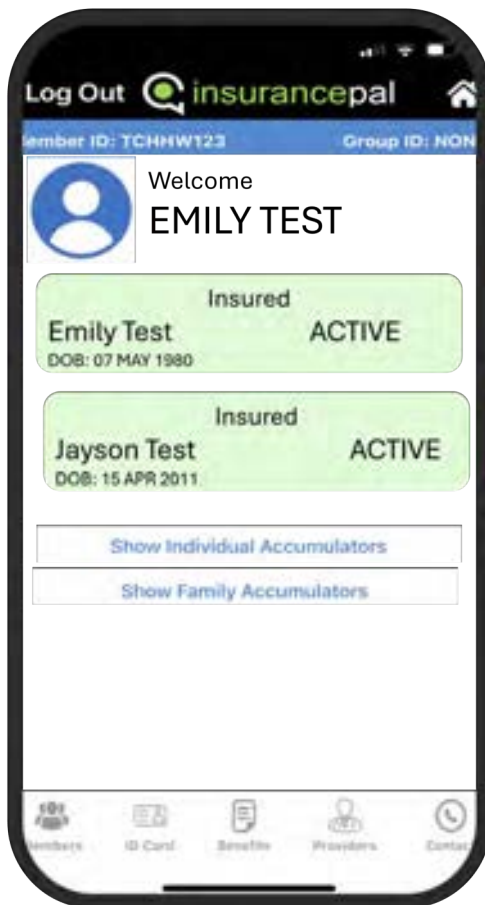 Log Out insurancepal
ember ID: TCHHW123 Group ID: NON
Welcome
EMILY TEST
Insured
Emily Test ACTIVE
DOB: 07 MAY 1980
Insured
Jayson Test ACTIVE
DOB: 15 APR 2011
Show Individual Accumulators
Show Family Accumulators
embers ID Card Benefits Providers Contac